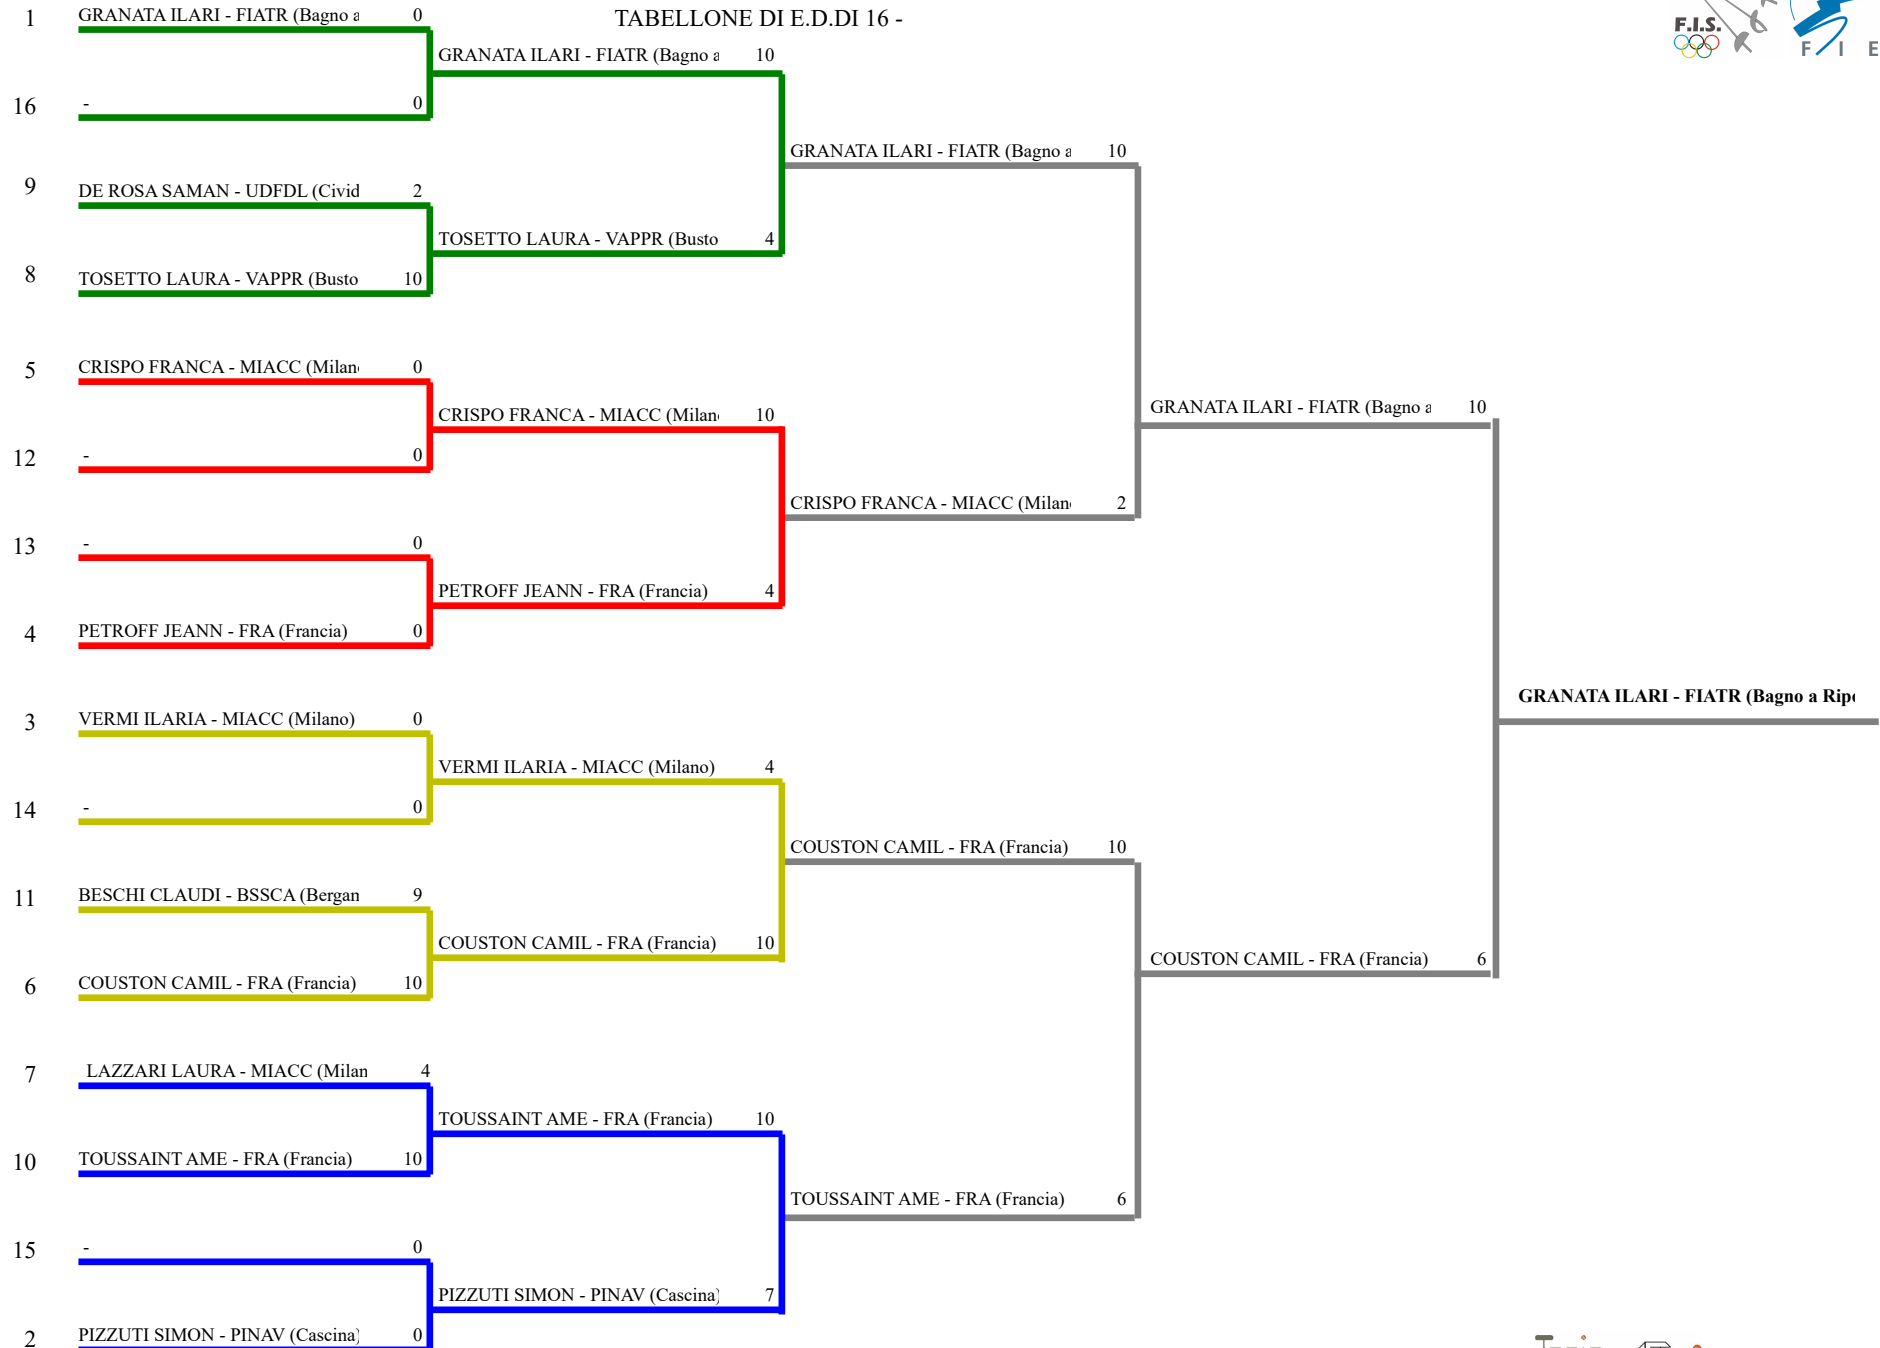 TABELLONE DI E.D.DI 16 -
F.I.S.
F I E
1 GRANATA ILARI - FIATR (Bagno a 0
GRANATA ILARI - FIATR (Bagno a 10
16 - 0
GRANATA ILARI - FIATR (Bagno a 10
9 DE ROSA SAMAN - UDFDL (Civid 2
TOSETTO LAURA - VAPPR (Busto 4
8 TOSETTO LAURA - VAPPR (Busto 10
5 CRISPO FRANCA - MIACC (Milan 0
GRANATA ILARI - FIATR (Bagno a 10
CRISPO FRANCA - MIACC (Milan 10
12 - 0
CRISPO FRANCA - MIACC (Milan 2
13 - 0
PETROFF JEANN - FRA (Francia) 4
4 PETROFF JEANN - FRA (Francia) 0
GRANATA ILARI - FIATR (Bagno a Rip
3 VERMI ILARIA - MIACC (Milano) 0
VERMI ILARIA - MIACC (Milano) 4
14 - 0
COUSTON CAMIL - FRA (Francia) 10
11 BESCHI CLAUDI - BSSCA (Bergan 9
COUSTON CAMIL - FRA (Francia) 10
COUSTON CAMIL - FRA (Francia) 6
6 COUSTON CAMIL - FRA (Francia) 10
7 LAZZARI LAURA - MIACC (Milan 4
TOUSSAINT AME - FRA (Francia) 10
10 TOUSSAINT AME - FRA (Francia) 10
TOUSSAINT AME - FRA (Francia) 6
15 - 0
PIZZUTI SIMON - PINAV (Cascina) 7
2 PIZZUTI SIMON - PINAV (Cascina) 0